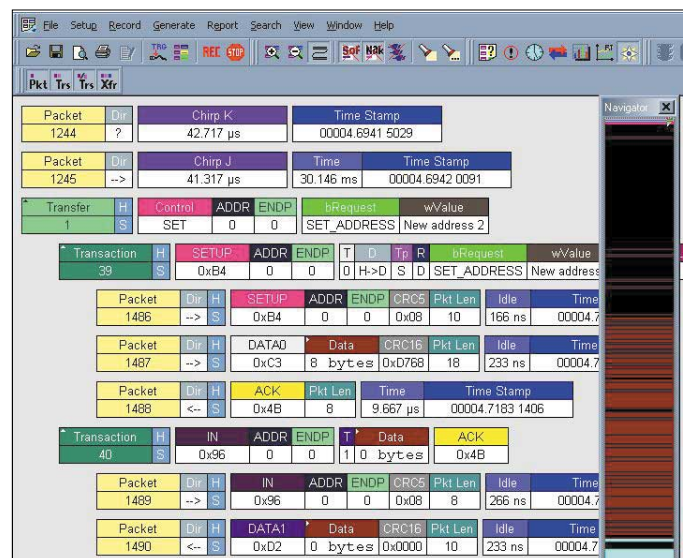 File Setup Record Generate Report Search View Window Help
TRG REC STOP SOF Nak RT
Pkt Trs Trs Xfr
Navigator X
Packet Dir Chirp K Time Stamp
1244 ? 42.717 µs 00004.6941 5029
Packet Dir Chirp J Time Time Stamp
1245 --> 41.317 µs 30.146 ms 00004.6942 0091
Transfer H Control ADDR ENDP bRequest wValue
1 S SET 0 0 SET_ADDRESS New address 2
Transaction H SETUP ADDR ENDP T D Tp R bRequest wValue
39 S 0xB4 0 0 0 H->D S D SET_ADDRESS New address
Packet Dir H SETUP ADDR ENDP CRC5 Pkt Len Idle Time
1486 --> S 0xB4 0 0 0x08 10 166 ns 00004.7
Packet Dir H DATA0 Data CRC16 Pkt Len Idle Time
1487 --> S 0xC3 8 bytes 0xD768 18 233 ns 00004.7
Packet Dir H ACK Pkt Len Time Time Stamp
1488 <-- S 0x4B 8 9.667 µs 00004.7183 1406
Transaction H IN ADDR ENDP T Data ACK
40 S 0x96 0 0 1 0 bytes 0x4B
Packet Dir H IN ADDR ENDP CRC5 Pkt Len Idle Time
1489 --> S 0x96 0 0 0x08 8 266 ns 00004.7
Packet Dir H DATA1 Data CRC16 Pkt Len Idle Time
1490 <-- S 0xD2 0 bytes 0x0000 10 233 ns 00004.7